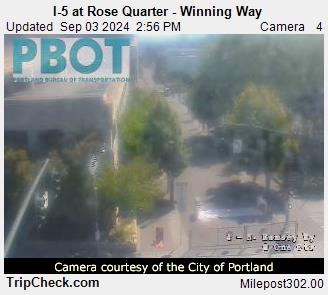 I-5 at Rose Quarter - Winning Way
Updated Sep 03 2024 2:56 PM Camera 4
PBOT
PORTLAND BUREAU OF TRANSPORTATION
Camera courtesy of the City of Portland
TripCheck.com Milepost302.00